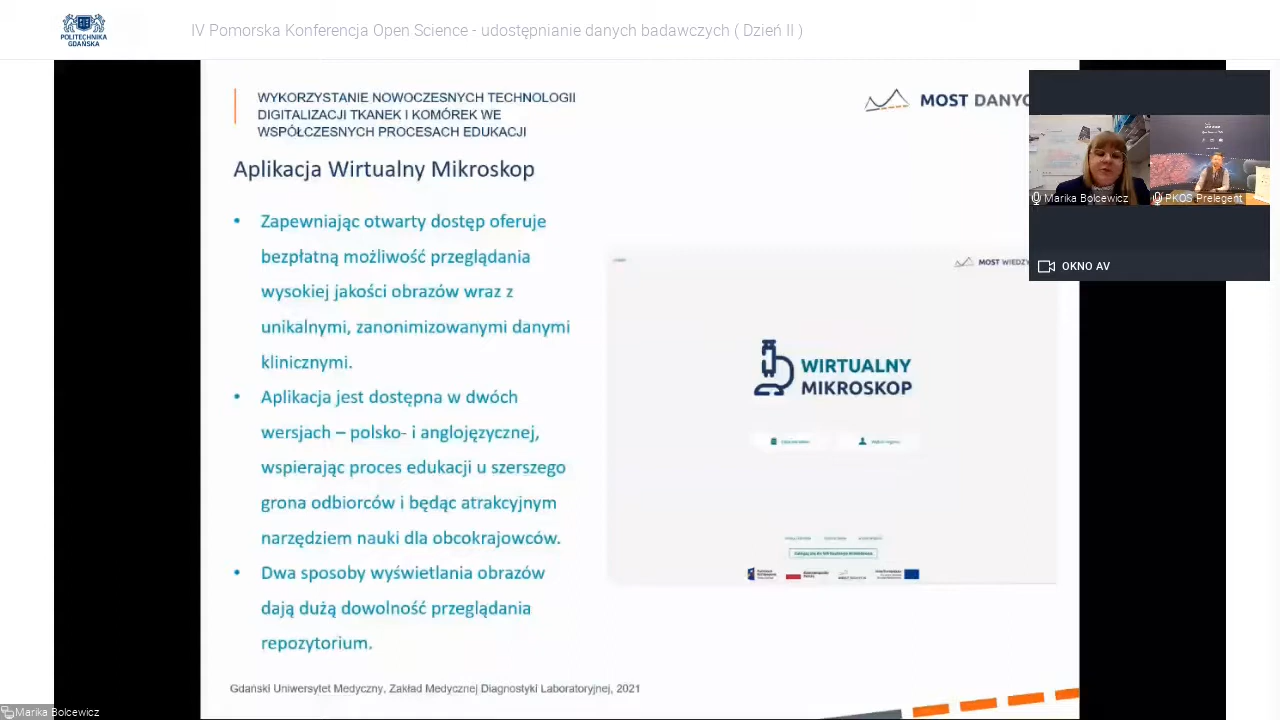 POLITECHNIKA
GDAŃSKA
IV Pomorska Konferencja Open Science - udostępnianie danych badawczych ( Dzień II )
WYKORZYSTANIE NOWOCZESNYCH TECHNOLOGII
DIGITALIZACJI TKANEK I KOMÓREK WE
WSPÓŁCZESNYCH PROCESACH EDUKACJI
MOST DANYC
Aplikacja Wirtualny Mikroskop
• Zapewniając otwarty dostęp oferuje
bezpłatną możliwość przeglądania
wysokiej jakości obrazów wraz z
unikalnymi, zanonimizowanymi danymi
klinicznymi.
• Aplikacja jest dostępna w dwóch
wersjach – polsko- i anglojęzycznej,
wspierając proces edukacji u szerszego
grona odbiorców i będąc atrakcyjnym
narzędziem nauki dla obcokrajowców.
• Dwa sposoby wyświetlania obrazów
dają dużą dowolność przeglądania
repozytorium.
MOST WIEDZY
WIRTUALNY
MIKROSKOP
Marika Bolcewicz
PKOS Prelegent
OKNO AV
Gdański Uniwersytet Medyczny, Zakład Medycznej Diagnostyki Laboratoryjnej, 2021
Marika Bolcewicz